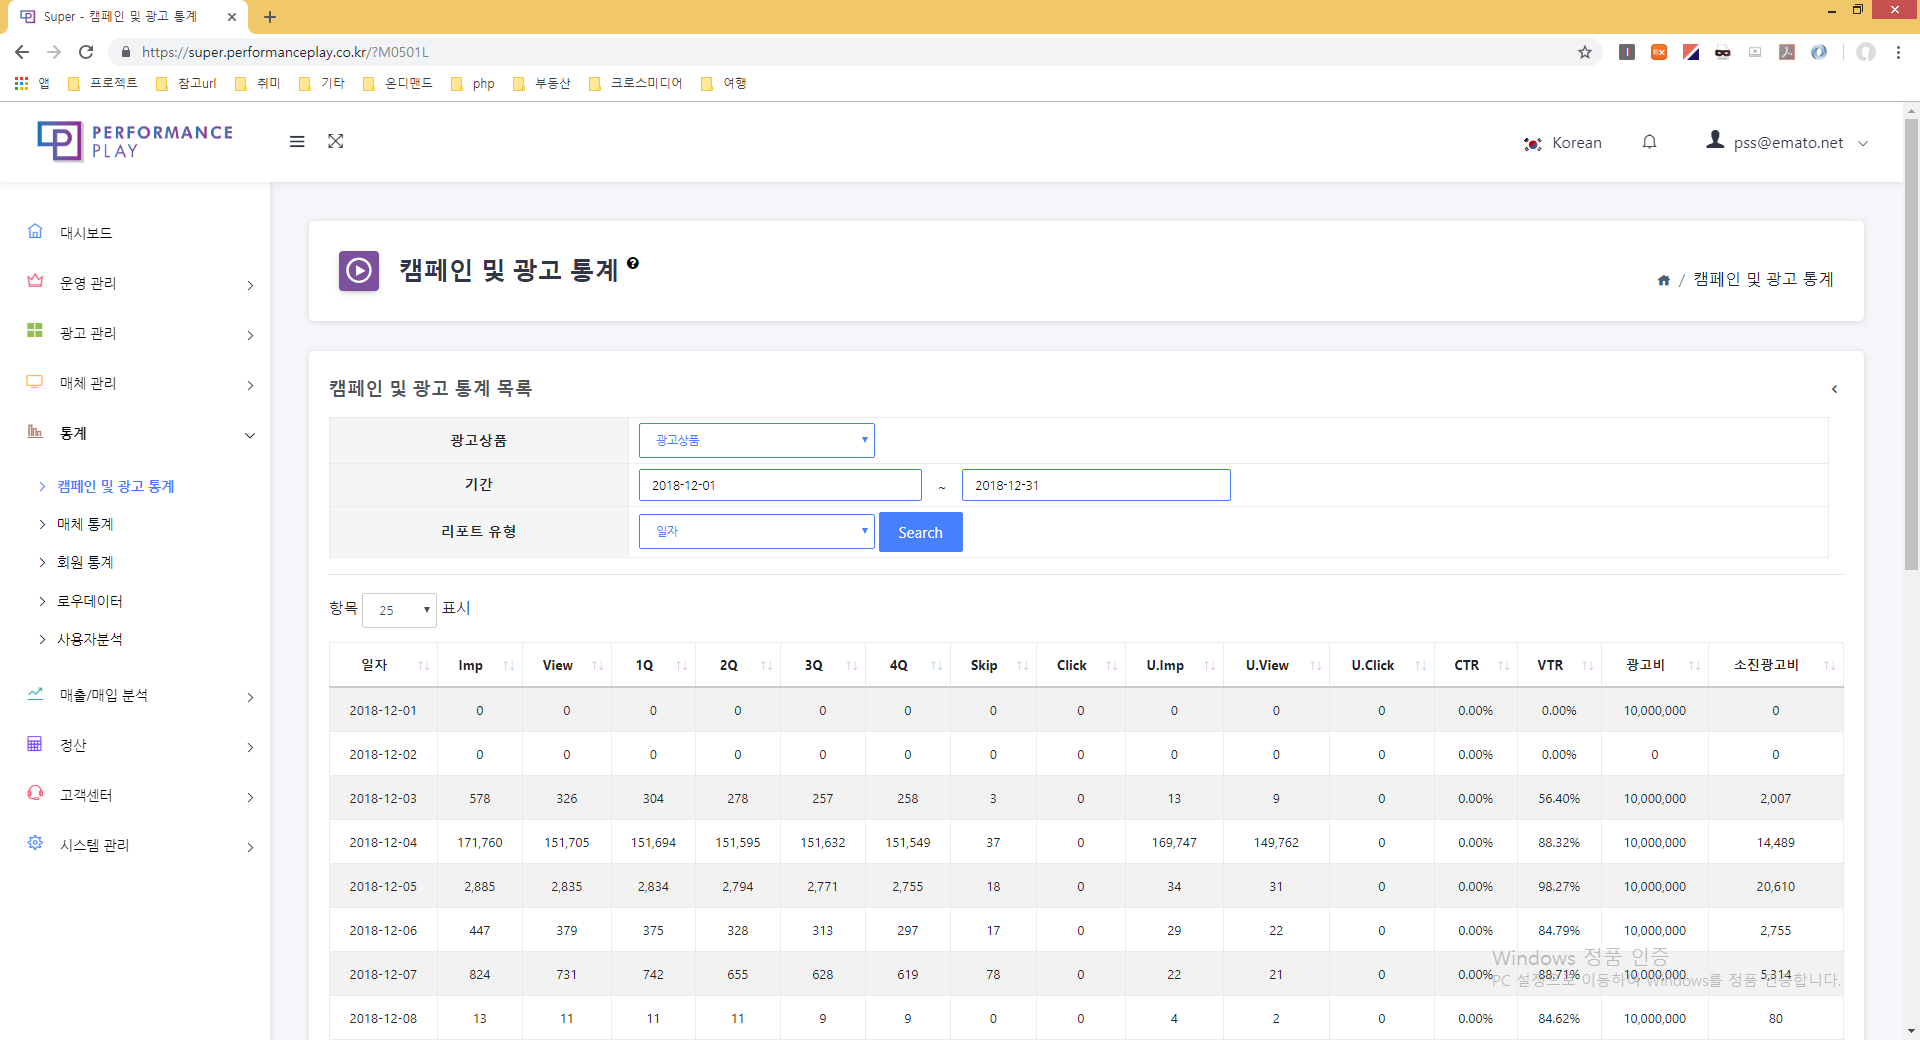 Super - 캠페인 및 광고 통계
https://super.performanceplay.co.kr/?M0501L
앱 프로젝트 참고url 취미 기타 온디맨드 php 부동산 크로스미디어 여행
PERFORMANCE
PLAY
Korean
pss@emato.net
대시보드
운영 관리
광고 관리
매체 관리
통계
캠페인 및 광고 통계
매체 통계
회원 통계
로우데이터
사용자분석
매출/매입 분석
정산
고객센터
시스템 관리
캠페인 및 광고 통계
/ 캠페인 및 광고 통계
캠페인 및 광고 통계 목록
광고상품 광고상품
기간 2018-12-01 ~ 2018-12-31
리포트 유형 일자 Search
항목 25 표시
일자 Imp View 1Q 2Q 3Q 4Q Skip Click U.Imp U.View U.Click CTR VTR 광고비 소진광고비
2018-12-01 0 0 0 0 0 0 0 0 0 0 0 0.00% 0.00% 10,000,000 0
2018-12-02 0 0 0 0 0 0 0 0 0 0 0 0.00% 0.00% 0 0
2018-12-03 578 326 304 278 257 258 3 0 13 9 0 0.00% 56.40% 10,000,000 2,007
2018-12-04 171,760 151,705 151,694 151,595 151,632 151,549 37 0 169,747 149,762 0 0.00% 88.32% 10,000,000 14,489
2018-12-05 2,885 2,835 2,834 2,794 2,771 2,755 18 0 34 31 0 0.00% 98.27% 10,000,000 20,610
2018-12-06 447 379 375 328 313 297 17 0 29 22 0 0.00% 84.79% 10,000,000 2,755
2018-12-07 824 731 742 655 628 619 78 0 22 21 0 0.00% 88.71% 10,000,000 5,314
2018-12-08 13 11 11 11 9 9 0 0 4 2 0 0.00% 84.62% 10,000,000 80
Windows 정품 인증
PC 설정으로 이동하여 Windows를 정품 인증합니다.